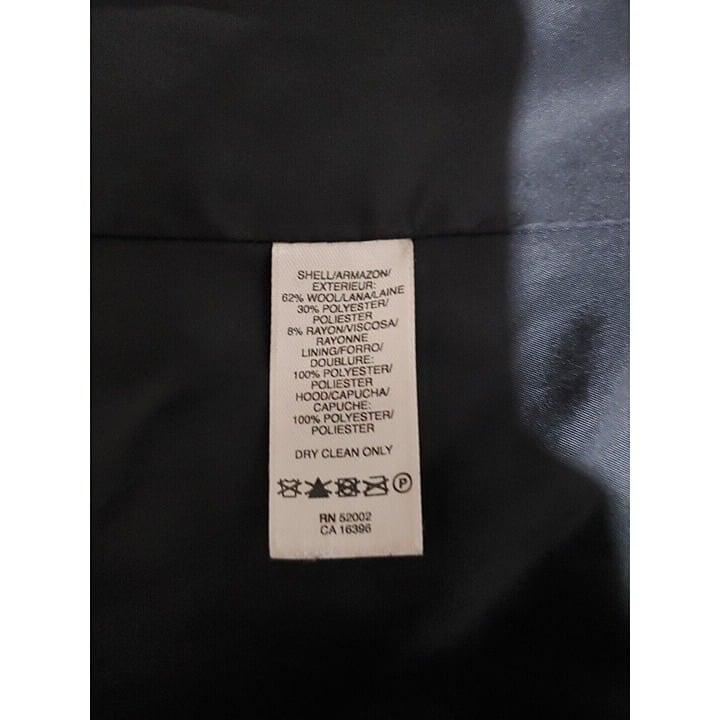 SHELL/ARMAZON/
EXTERIEUR:
62% WOOL/LANA/LAINE
30% POLYESTER/
POLIESTER
8% RAYON/VISCOSA/
RAYONNE
LINING/FORRO/
DOUBLURE:
100% POLYESTER/
POLIESTER
HOOD/CAPUCHA/
CAPUCHE:
100% POLYESTER/
POLIESTER
DRY CLEAN ONLY
P
RN 52002
CA 16396